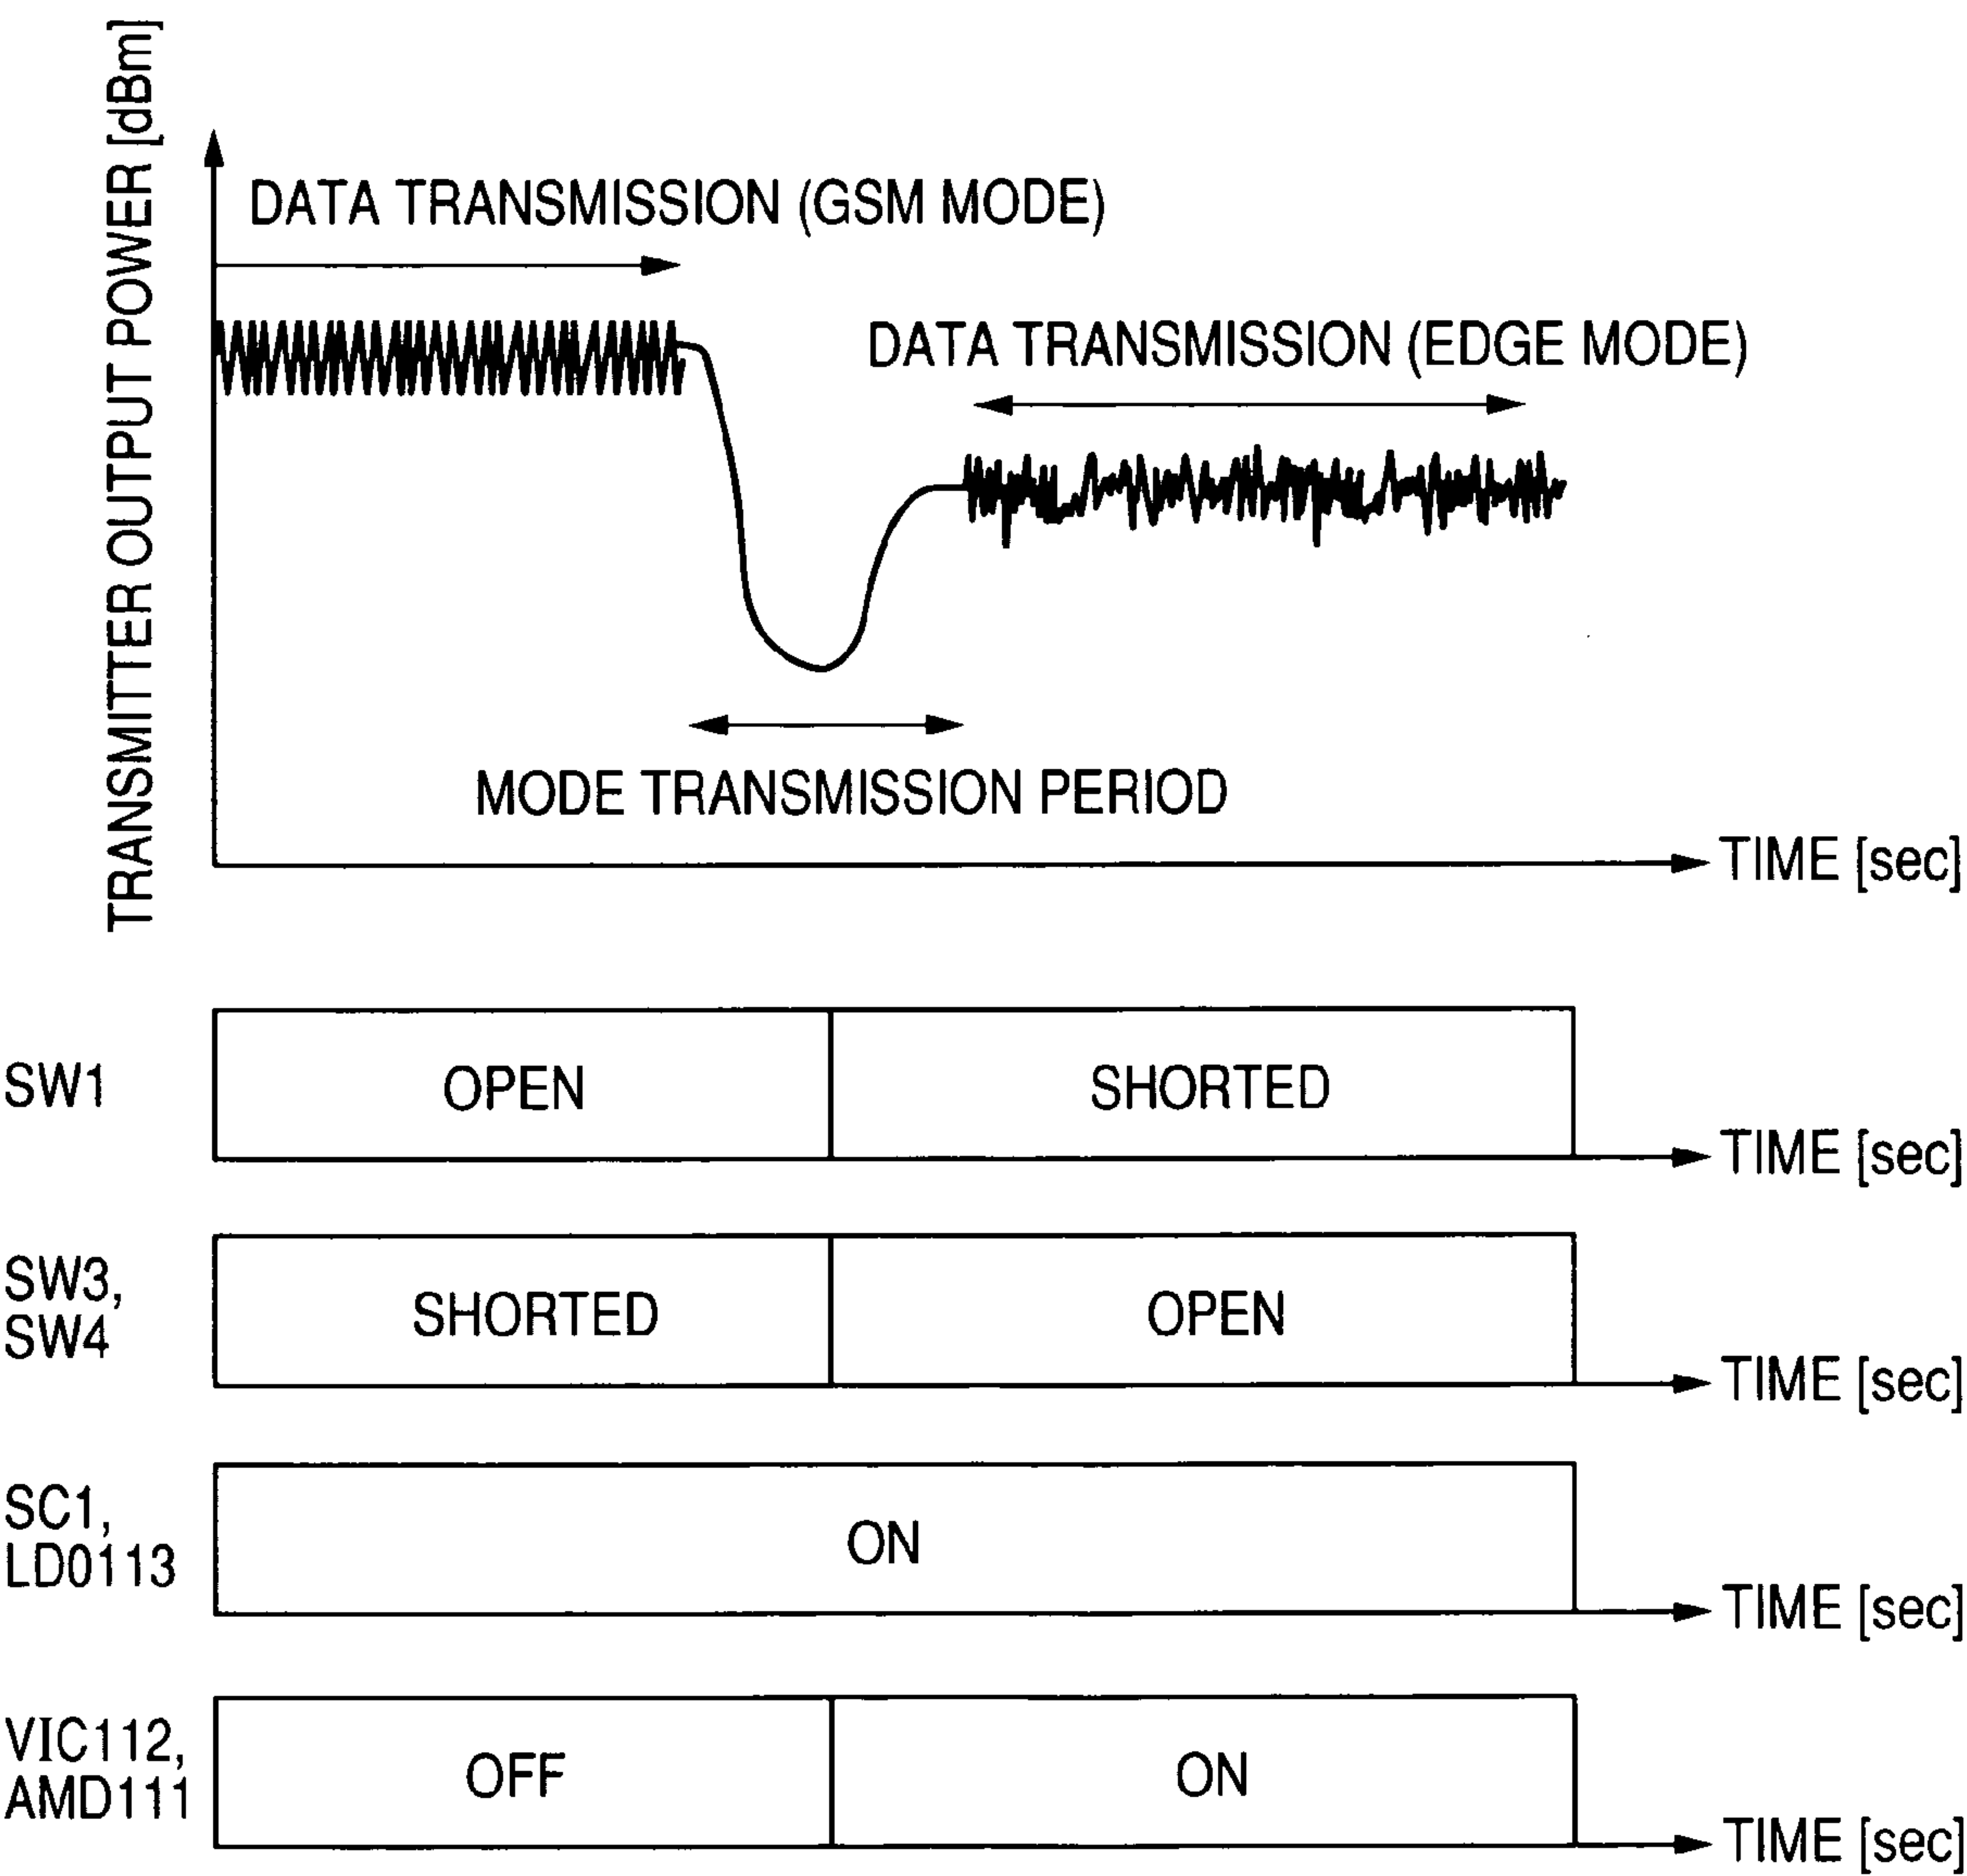 TRANSMITTER OUTPUT POWER [dBm]
DATA TRANSMISSION (GSM MODE)
DATA TRANSMISSION (EDGE MODE)
MODE TRANSMISSION PERIOD
TIME [sec]
SW1
OPEN
SHORTED
TIME [sec]
SW3,
SW4
SHORTED
OPEN
TIME [sec]
SC1,
LD0113
ON
TIME [sec]
VIC112,
AMD111
OFF
ON
TIME [sec]